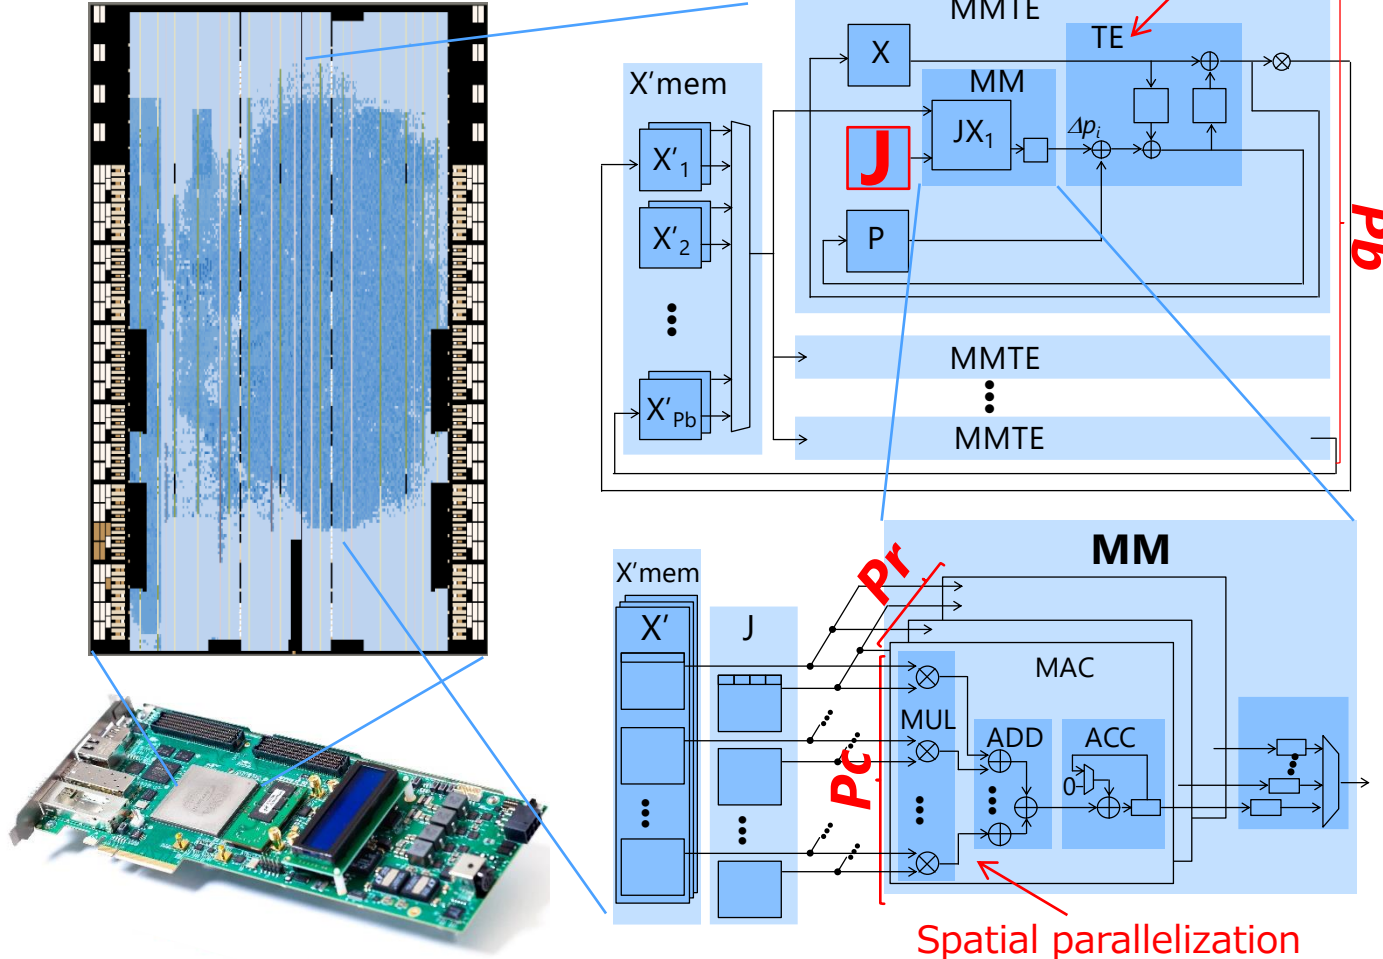 MMTE
TE
X
MM
X'mem
JX1
J
Δpi
X'1
X'2
P
Pb
X'Pb
MMTE
MMTE
MM
Pr
X'mem
X'
J
MAC
MUL
ADD
ACC
Pc
0
Spatial parallelization